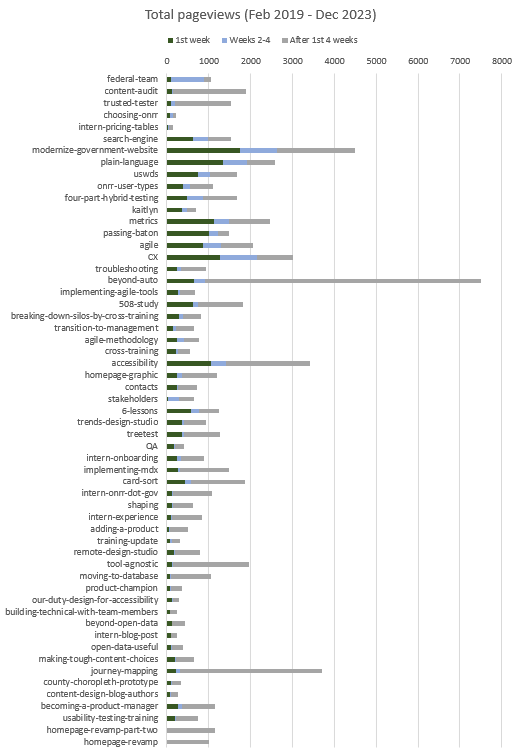 Total pageviews (Feb 2019 - Dec 2023)
1st week Weeks 2-4 After 1st 4 weeks
0 1000 2000 3000 4000 5000 6000 7000 8000
federal-team
content-audit
trusted-tester
choosing-onrr
intern-pricing-tables
search-engine
modernize-government-website
plain-language
uswds
onrr-user-types
four-part-hybrid-testing
kaitlyn
metrics
passing-baton
agile
CX
troubleshooting
beyond-auto
implementing-agile-tools
508-study
breaking-down-silos-by-cross-training
transition-to-management
agile-methodology
cross-training
accessibility
homepage-graphic
contacts
stakeholders
6-lessons
trends-design-studio
treetest
QA
intern-onboarding
implementing-mdx
card-sort
intern-onrr-dot-gov
shaping
intern-experience
adding-a-product
training-update
remote-design-studio
tool-agnostic
moving-to-database
product-champion
our-duty-design-for-accessibility
building-technical-with-team-members
beyond-open-data
intern-blog-post
open-data-useful
making-tough-content-choices
journey-mapping
county-choropleth-prototype
content-design-blog-authors
becoming-a-product-manager
usability-testing-training
homepage-revamp-part-two
homepage-revamp